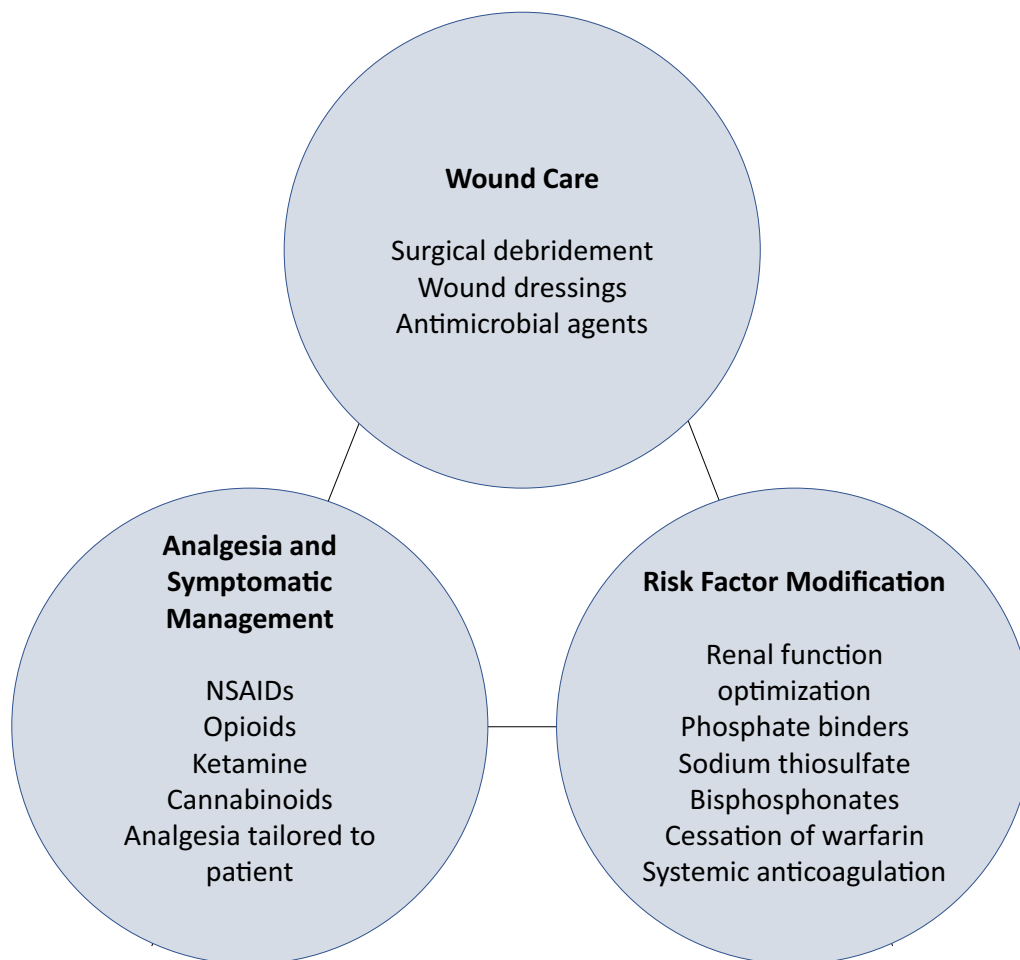 Wound Care
Surgical debridement
Wound dressings
Antimicrobial agents
Analgesia and
Symptomatic
Management
NSAIDs
Opioids
Ketamine
Cannabinoids
Analgesia tailored to
patient
Risk Factor Modification
Renal function
optimization
Phosphate binders
Sodium thiosulfate
Bisphosphonates
Cessation of warfarin
Systemic anticoagulation